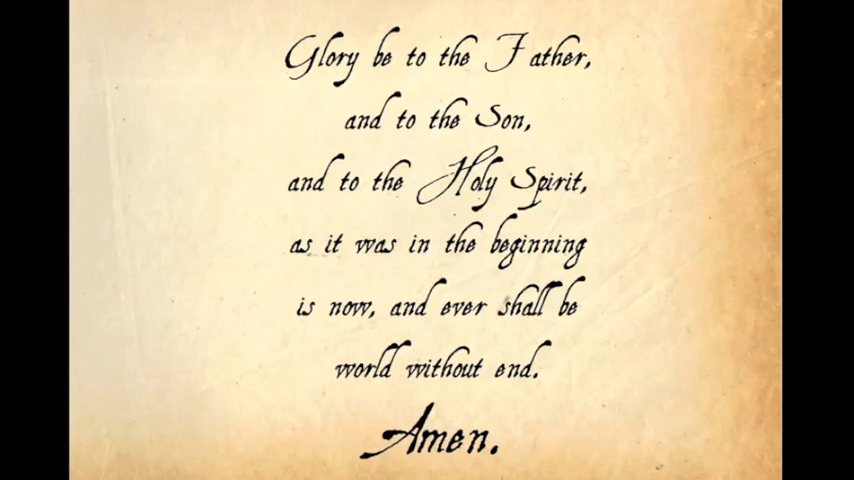 Glory be to the Father,
and to the Son,
and to the Holy Spirit,
as it was in the beginning
is now, and ever shall be
world without end.
Amen.